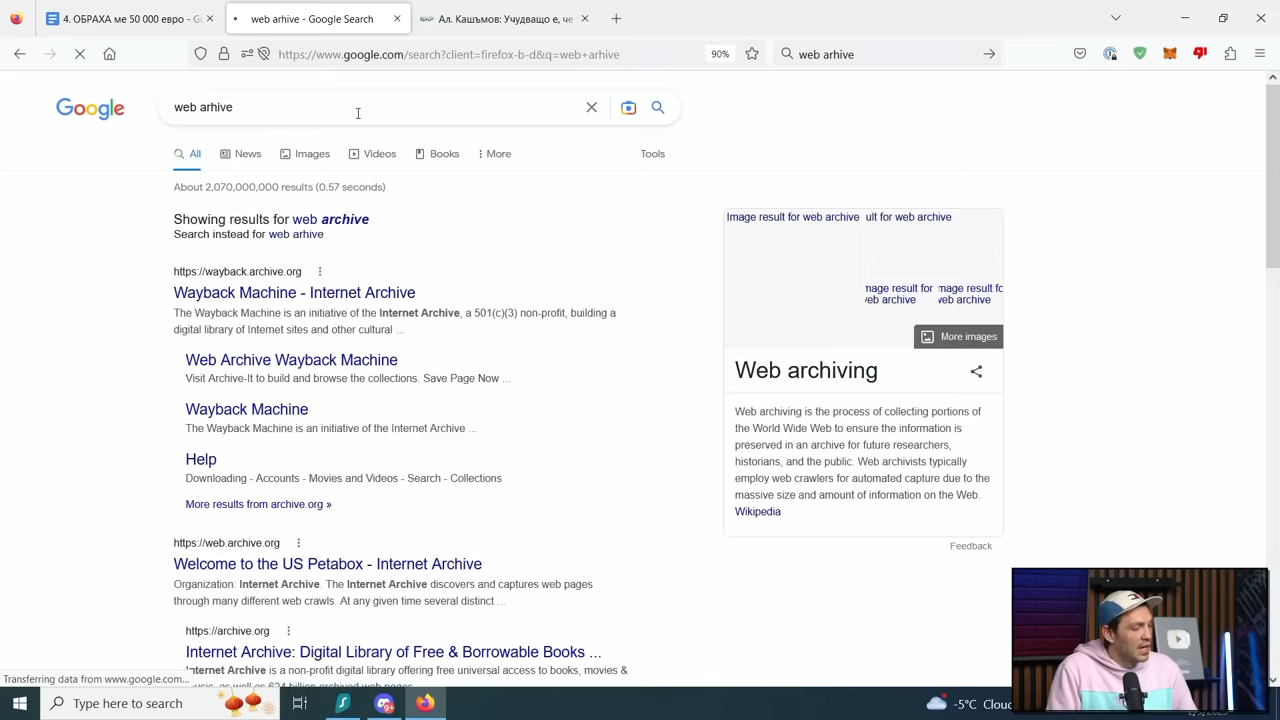 4. ОБРАХА ме 50 000 евро - Go
web arhive - Google Search
Ал. Кашъмов: Учудващо е, че
https://www.google.com/search?client=firefox-b-d&q=web+arhive
90%
web arhive
Google
web arhive
All
News
Images
Videos
Books
More
Tools
About 2,070,000,000 results (0.57 seconds)
Showing results for web archive
Search instead for web arhive
https://wayback.archive.org
Wayback Machine - Internet Archive
The Wayback Machine is an initiative of the Internet Archive, a 501(c)(3) non-profit, building a
digital library of Internet sites and other cultural ...
Web Archive Wayback Machine
Visit Archive-It to build and browse the collections. Save Page Now ...
Wayback Machine
The Wayback Machine is an initiative of the Internet Archive ...
Help
Downloading - Accounts - Movies and Videos - Search - Collections
More results from archive.org »
https://web.archive.org
Welcome to the US Petabox - Internet Archive
Organization: Internet Archive. The Internet Archive discovers and captures web pages
through many different web crawls. At any given time several distinct ...
https://archive.org
Internet Archive: Digital Library of Free & Borrowable Books ...
Internet Archive is a non-profit digital library offering free universal access to books, movies &
Image result for web archive
ult for web archive
mage result for
web archive
mage result fo
web archive
More images
Web archiving
Web archiving is the process of collecting portions of
the World Wide Web to ensure the information is
preserved in an archive for future researchers,
historians, and the public. Web archivists typically
employ web crawlers for automated capture due to the
massive size and amount of information on the Web.
Wikipedia
Feedback
Transferring data from www.google.com...
Type here to search
-5°C